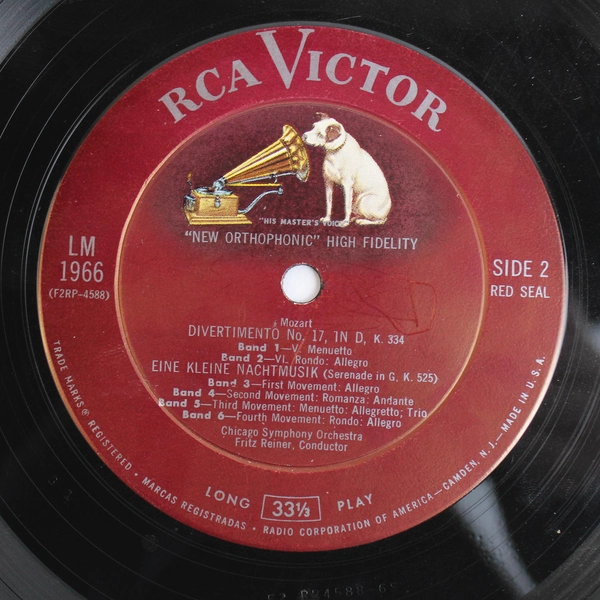 RCA VICTOR
"HIS MASTER'S VOICE"
"NEW ORTHOPHONIC" HIGH FIDELITY
LM
1966
(F2RP-4588)
SIDE 2
RED SEAL
Mozart
DIVERTIMENTO No. 17, IN D, K. 334
Band 1—V. Menuetto
Band 2—VI. Rondo: Allegro
EINE KLEINE NACHTMUSIK (Serenade in G, K. 525)
Band 3—First Movement: Allegro
Band 4—Second Movement: Romanza: Andante
Band 5—Third Movement: Menuetto: Allegretto; Trio
Band 6—Fourth Movement: Rondo: Allegro
Chicago Symphony Orchestra
Fritz Reiner, Conductor
LONG 33⅓ PLAY
TRADE MARKS ® REGISTERED • MARCAS REGISTRADAS • RADIO CORPORATION OF AMERICA—CAMDEN, N. J.—MADE IN U. S. A.